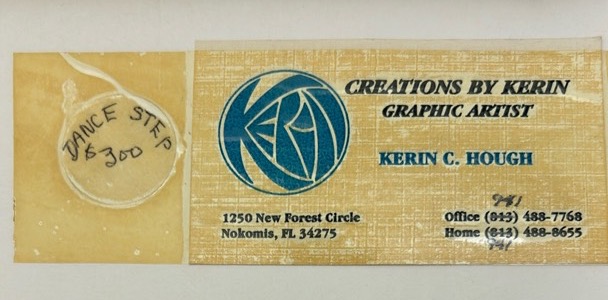 DANCE STEP
$300
KERIN
CREATIONS BY KERIN
GRAPHIC ARTIST
KERIN C. HOUGH
1250 New Forest Circle
Nokomis, FL 34275
941
Office (813) 488-7768
Home (813) 488-8655
941